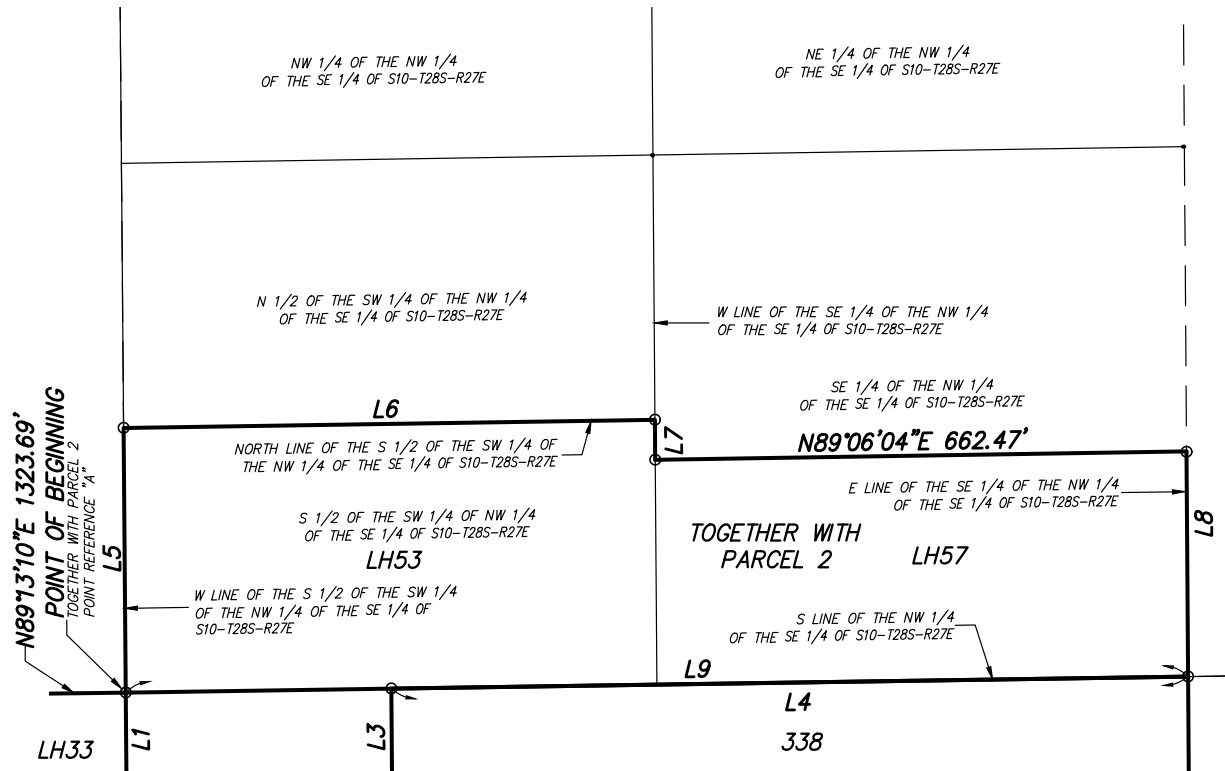 NW 1/4 OF THE NW 1/4
OF THE SE 1/4 OF S10-T28S-R27E
NE 1/4 OF THE NW 1/4
OF THE SE 1/4 OF S10-T28S-R27E
N 1/2 OF THE SW 1/4 OF THE NW 1/4
OF THE SE 1/4 OF S10-T28S-R27E
W LINE OF THE SE 1/4 OF THE NW 1/4
OF THE SE 1/4 OF S10-T28S-R27E
SE 1/4 OF THE NW 1/4
OF THE SE 1/4 OF S10-T28S-R27E
L6
L7
N89°06'04"E 662.47'
NORTH LINE OF THE S 1/2 OF THE SW 1/4 OF
THE NW 1/4 OF THE SE 1/4 OF S10-T28S-R27E
E LINE OF THE SE 1/4 OF THE NW 1/4
OF THE SE 1/4 OF S10-T28S-R27E
L8
N89°13'10"E 1323.69'
POINT OF BEGINNING
TOGETHER WITH PARCEL 2
POINT REFERENCE "A"
L5
S 1/2 OF THE SW 1/4 OF NW 1/4
OF THE SE 1/4 OF S10-T28S-R27E
LH53
TOGETHER WITH
PARCEL 2
LH57
W LINE OF THE S 1/2 OF THE SW 1/4
OF THE NW 1/4 OF THE SE 1/4 OF
S10-T28S-R27E
S LINE OF THE NW 1/4
OF THE SE 1/4 OF S10-T28S-R27E
L9
L4
LH33
L1
L3
338